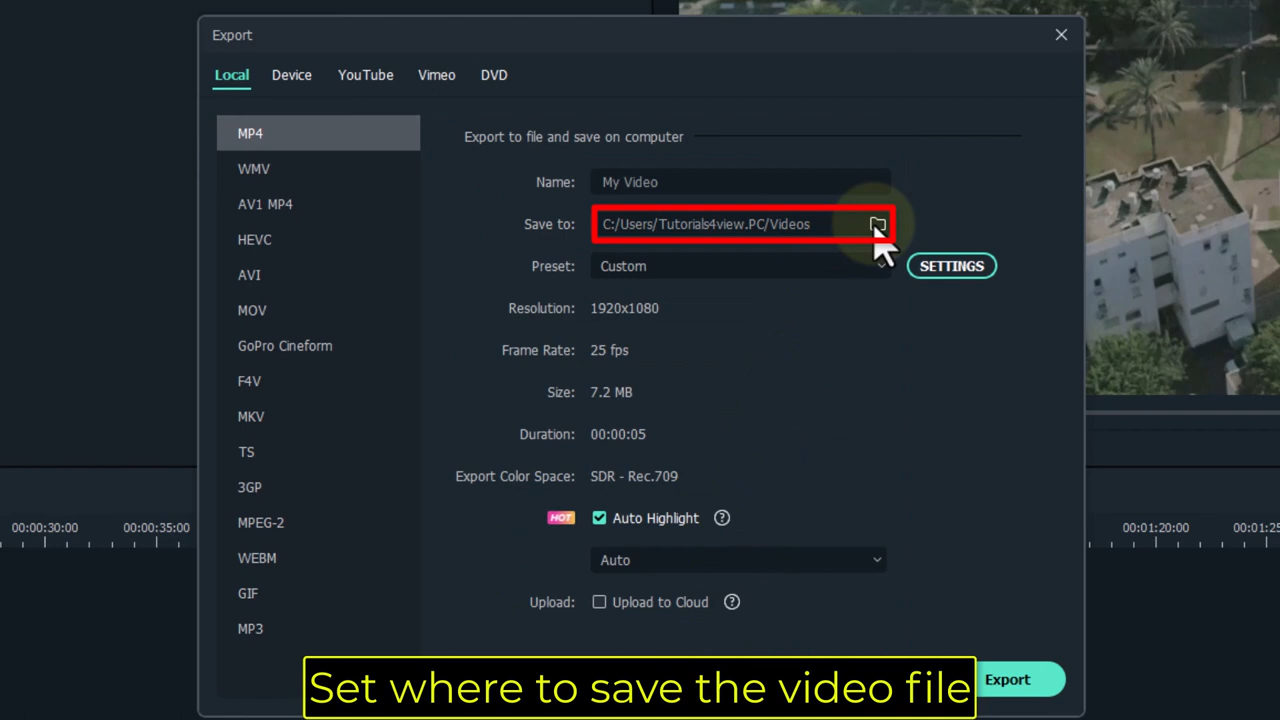 Export
Local Device YouTube Vimeo DVD
MP4
WMV
AV1 MP4
HEVC
AVI
MOV
GoPro Cineform
F4V
MKV
TS
3GP
MPEG-2
WEBM
GIF
MP3
Export to file and save on computer
Name: My Video
Save to: C:/Users/Tutorials4view.PC/Videos
Preset: Custom SETTINGS
Resolution: 1920x1080
Frame Rate: 25 fps
Size: 7.2 MB
Duration: 00:00:05
Export Color Space: SDR - Rec.709
HOT Auto Highlight ?
Auto
Upload: Upload to Cloud ?
Export
00:00:30:00 00:00:35:00 00:01:20:00 00:01:25
Set where to save the video file